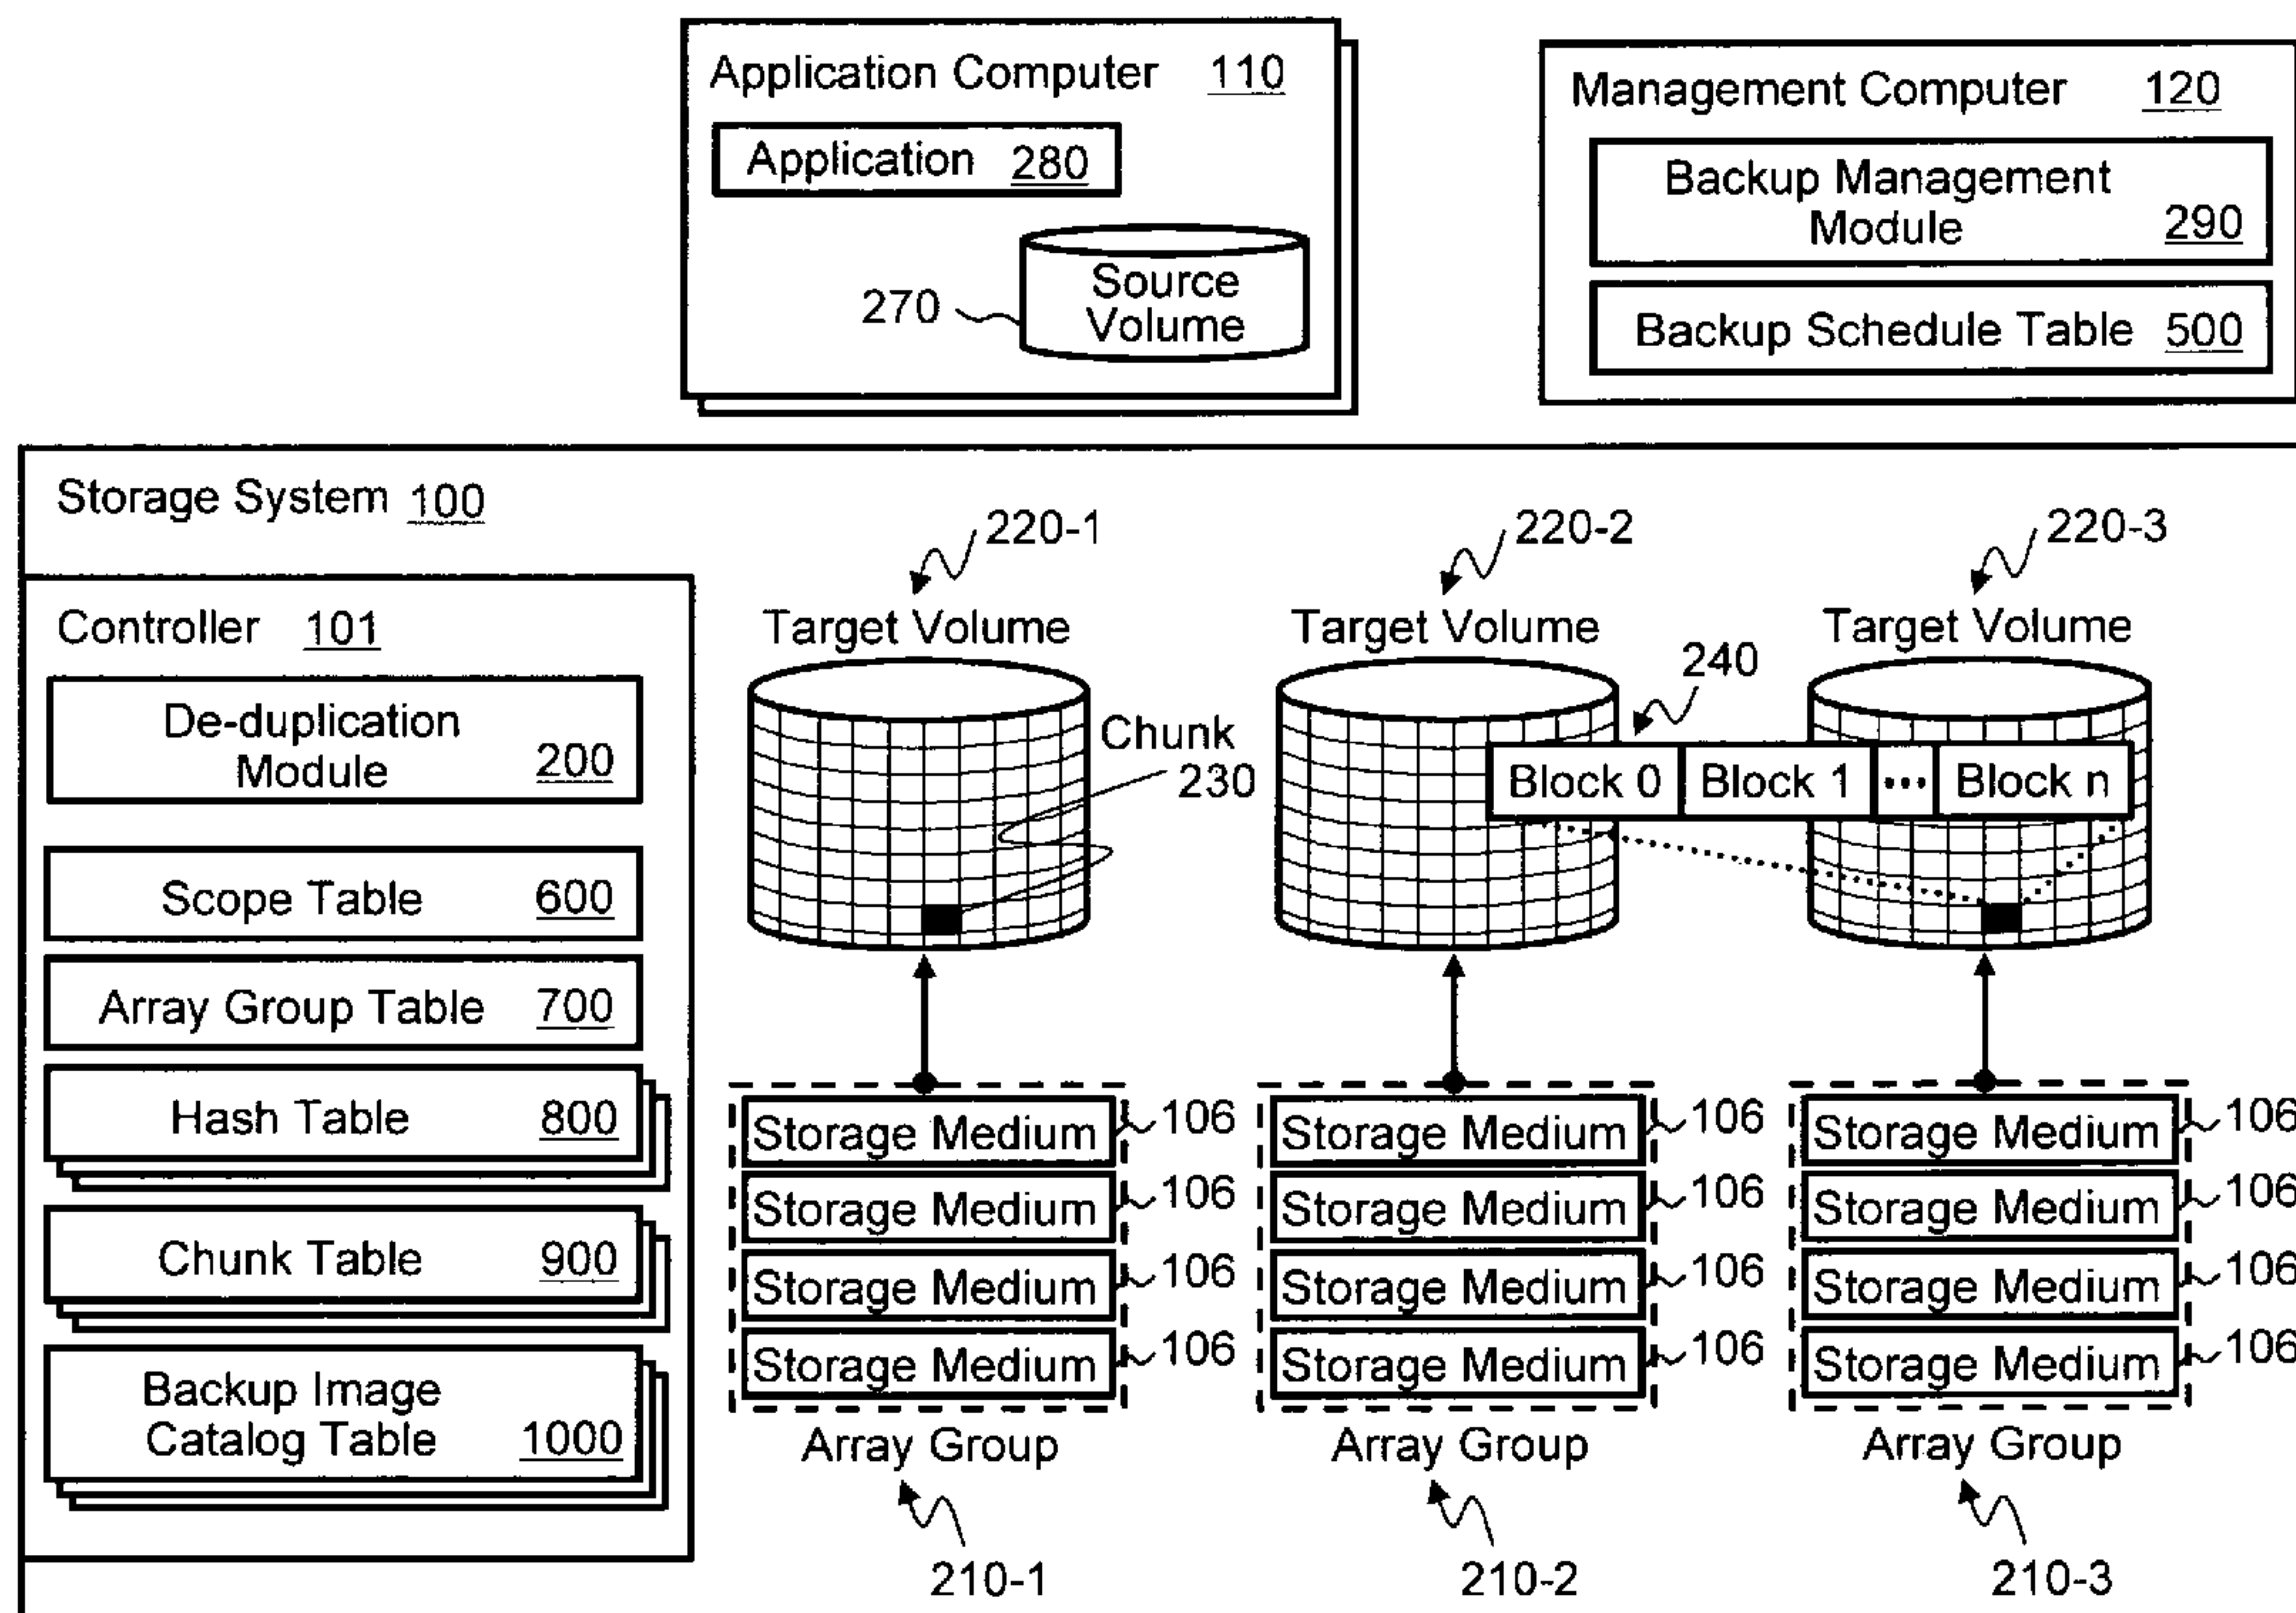 Application Computer 110
Application 280
270
Source
Volume
Management Computer 120
Backup Management
Module 290
Backup Schedule Table 500
Storage System 100
Controller 101
De-duplication
Module 200
Scope Table 600
Array Group Table 700
Hash Table 800
Chunk Table 900
Backup Image
Catalog Table 1000
220-1
220-2
220-3
Target Volume
Target Volume
Target Volume
240
Chunk
230
Block 0
Block 1
...
Block n
Storage Medium 106
Storage Medium 106
Storage Medium 106
Storage Medium 106
Array Group
210-1
Storage Medium 106
Storage Medium 106
Storage Medium 106
Storage Medium 106
Array Group
210-2
Storage Medium 106
Storage Medium 106
Storage Medium 106
Storage Medium 106
Array Group
210-3